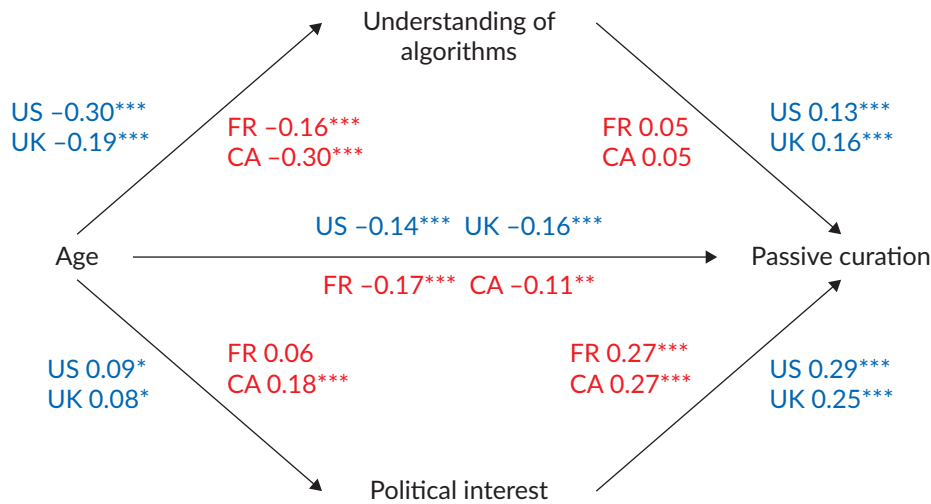 Understanding of
algorithms
US –0.30***
UK –0.19***
FR –0.16***
CA –0.30***
FR 0.05
CA 0.05
US 0.13***
UK 0.16***
US –0.14*** UK –0.16***
Age
Passive curation
FR –0.17*** CA –0.11**
US 0.09*
UK 0.08*
FR 0.06
CA 0.18***
FR 0.27***
CA 0.27***
US 0.29***
UK 0.25***
Political interest